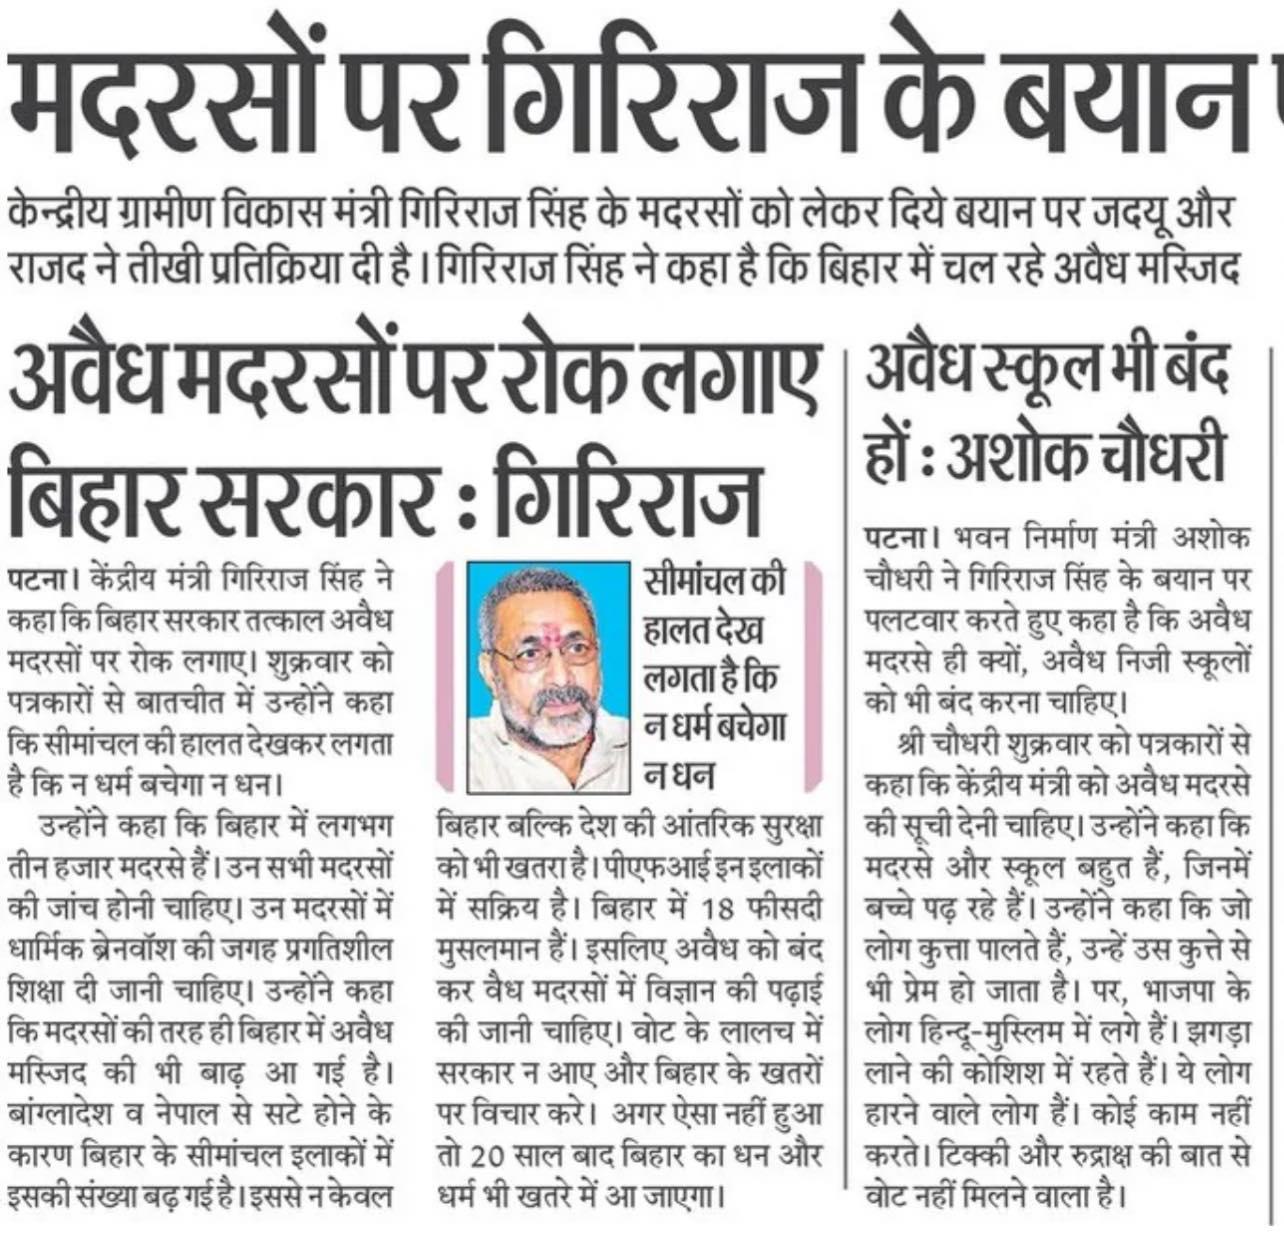 मदरसों पर गिरिराज के बयान
केन्द्रीय ग्रामीण विकास मंत्री गिरिराज सिंह के मदरसों को लेकर दिये बयान पर जदयू और
राजद ने तीखी प्रतिक्रिया दी है। गिरिराज सिंह ने कहा है कि बिहार में चल रहे अवैध मस्जिद
अवैध मदरसों पर रोक लगाए
बिहार सरकार : गिरिराज
पटना। केंद्रीय मंत्री गिरिराज सिंह ने
कहा कि बिहार सरकार तत्काल अवैध
मदरसों पर रोक लगाए। शुक्रवार को
पत्रकारों से बातचीत में उन्होंने कहा
कि सीमांचल की हालत देखकर लगता
है कि न धर्म बचेगा न धन।
उन्होंने कहा कि बिहार में लगभग
तीन हजार मदरसे हैं। उन सभी मदरसों
की जांच होनी चाहिए। उन मदरसों में
धार्मिक ब्रेनवॉश की जगह प्रगतिशील
शिक्षा दी जानी चाहिए। उन्होंने कहा
कि मदरसों की तरह ही बिहार में अवैध
मस्जिद की भी बाढ़ आ गई है।
बांग्लादेश व नेपाल से सटे होने के
कारण बिहार के सीमांचल इलाकों में
इसकी संख्या बढ़ गई है। इससे न केवल
सीमांचल की
हालत देख
लगता है कि
न धर्म बचेगा
न धन
बिहार बल्कि देश की आंतरिक सुरक्षा
को भी खतरा है। पीएफआई इन इलाकों
में सक्रिय है। बिहार में 18 फीसदी
मुसलमान हैं। इसलिए अवैध को बंद
कर वैध मदरसों में विज्ञान की पढ़ाई
की जानी चाहिए। वोट के लालच में
सरकार न आए और बिहार के खतरों
पर विचार करे। अगर ऐसा नहीं हुआ
तो 20 साल बाद बिहार का धन और
धर्म भी खतरे में आ जाएगा।
अवैध स्कूल भी बंद
हों : अशोक चौधरी
पटना। भवन निर्माण मंत्री अशोक
चौधरी ने गिरिराज सिंह के बयान पर
पलटवार करते हुए कहा है कि अवैध
मदरसे ही क्यों, अवैध निजी स्कूलों
को भी बंद करना चाहिए।
श्री चौधरी शुक्रवार को पत्रकारों से
कहा कि केंद्रीय मंत्री को अवैध मदरसे
की सूची देनी चाहिए। उन्होंने कहा कि
मदरसे और स्कूल बहुत हैं, जिनमें
बच्चे पढ़ रहे हैं। उन्होंने कहा कि जो
लोग कुत्ता पालते हैं, उन्हें उस कुत्ते से
भी प्रेम हो जाता है। पर, भाजपा के
लोग हिन्दू-मुस्लिम में लगे हैं। झगड़ा
लाने की कोशिश में रहते हैं। ये लोग
हारने वाले लोग हैं। कोई काम नहीं
करते। टिक्की और रुद्राक्ष की बात से
वोट नहीं मिलने वाला है।